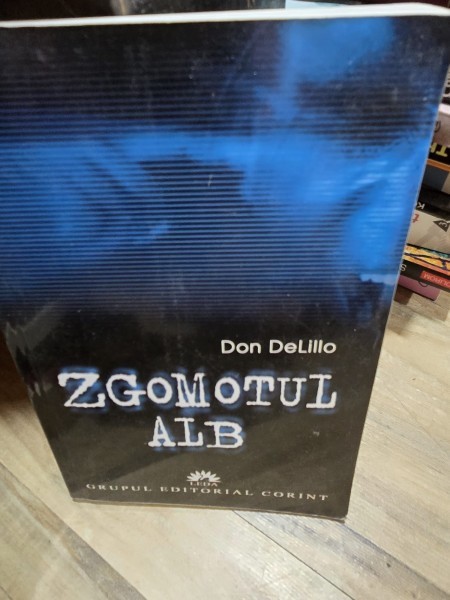 Don DeLillo
ZGOMOTUL
ALB
LEDA
GRUPUL EDITORIAL CORINT